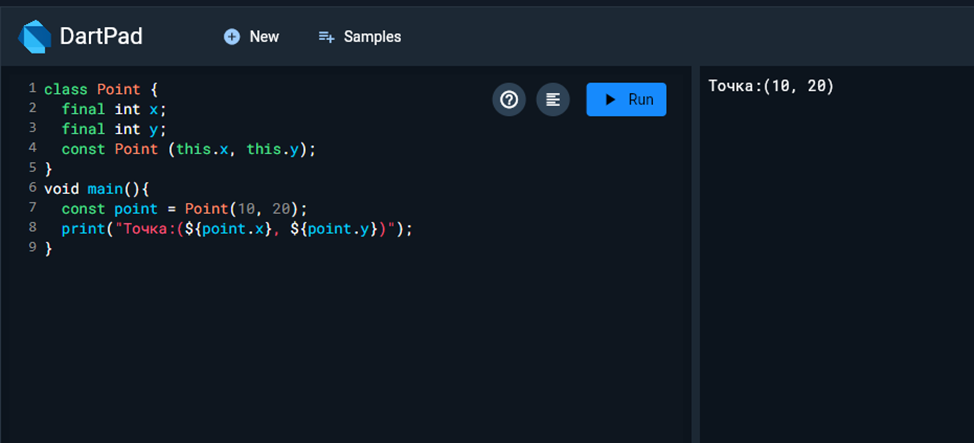 DartPad
New
Samples
1 class Point {
2   final int x;
3   final int y;
4   const Point (this.x, this.y);
5 }
6 void main(){
7   const point = Point(10, 20);
8   print("Точка:(${point.x}, ${point.y})");
9 }
Run
Точка:(10, 20)